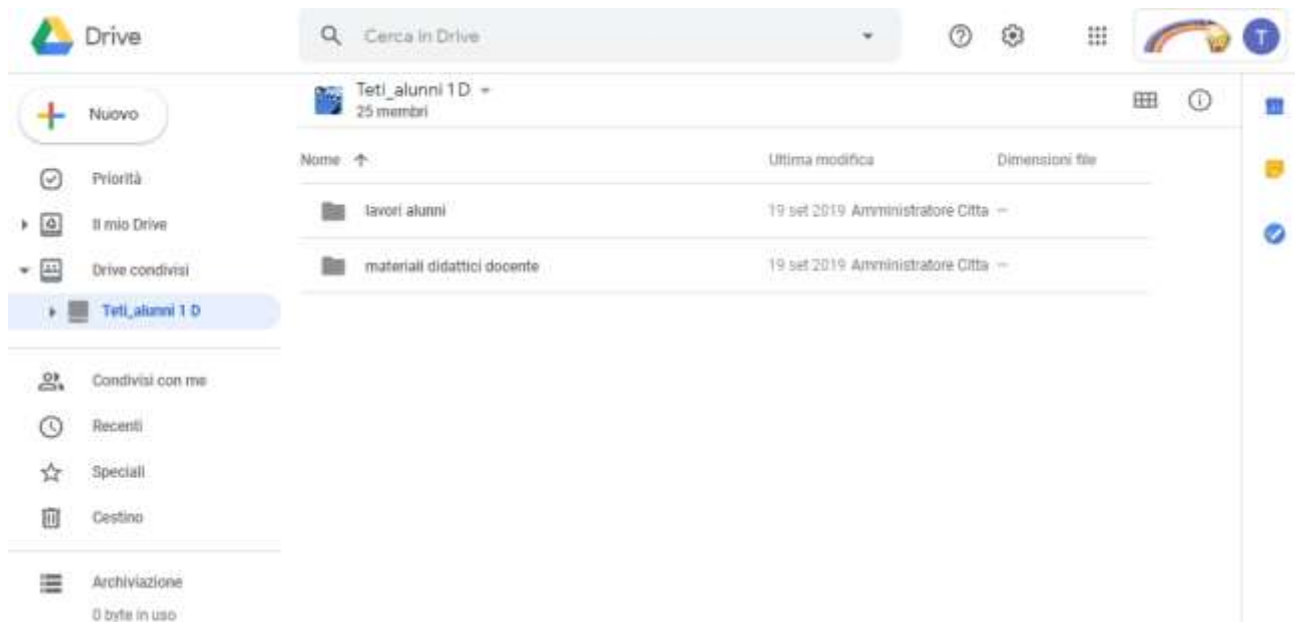 Drive
Cerca in Drive
T
Nuovo
Teti_alunni 1 D
25 membri
Nome Ultima modifica Dimensioni file
Priorità
lavori alunni 19 set 2019 Amministratore Citta —
Il mio Drive
Drive condivisi
materiali didattici docente 19 set 2019 Amministratore Citta —
Teti_alunni 1 D
Condivisi con me
Recenti
Speciali
Cestino
Archiviazione
0 byte in uso